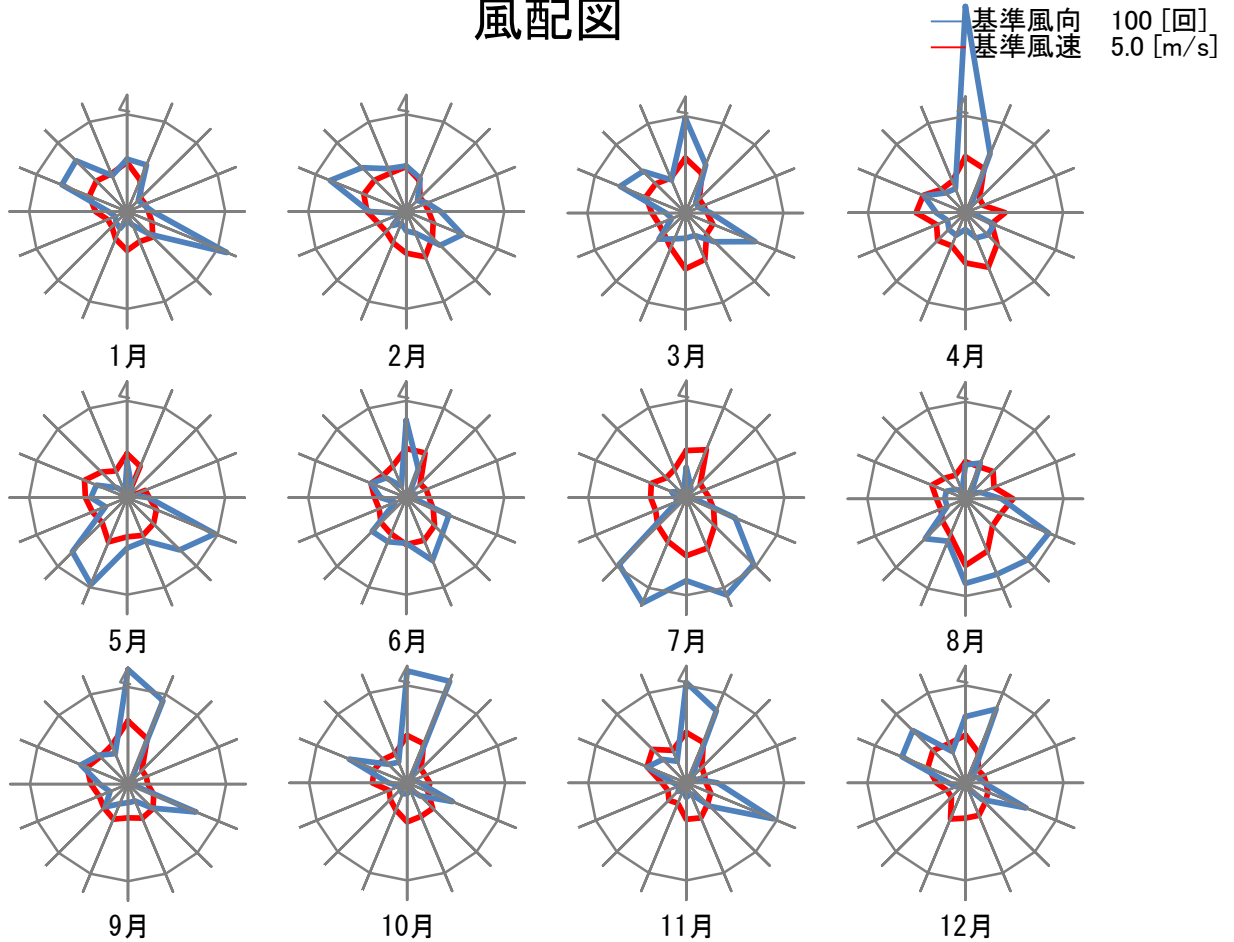 風配図
基準風向 100 [回]
基準風速 5.0 [m/s]
1月
2月
3月
4月
5月
6月
7月
8月
9月
10月
11月
12月